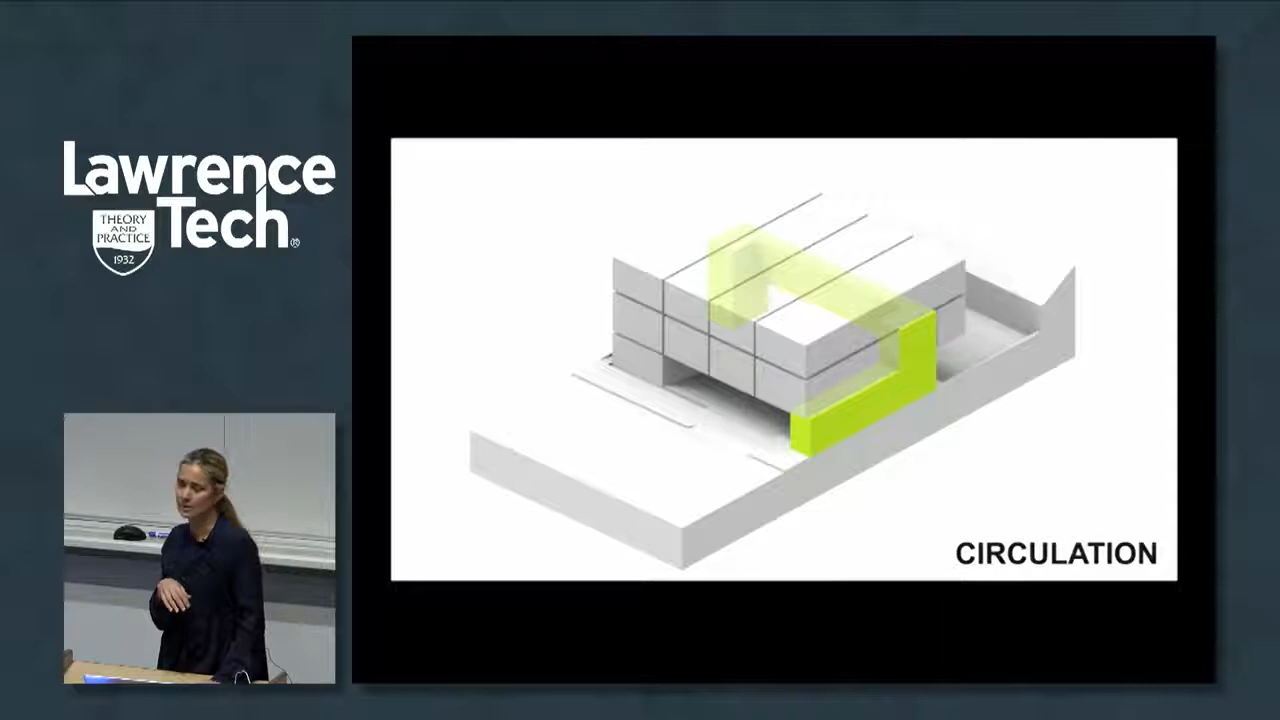 Lawrence
Tech®
THEORY
AND
PRACTICE
1932
CIRCULATION